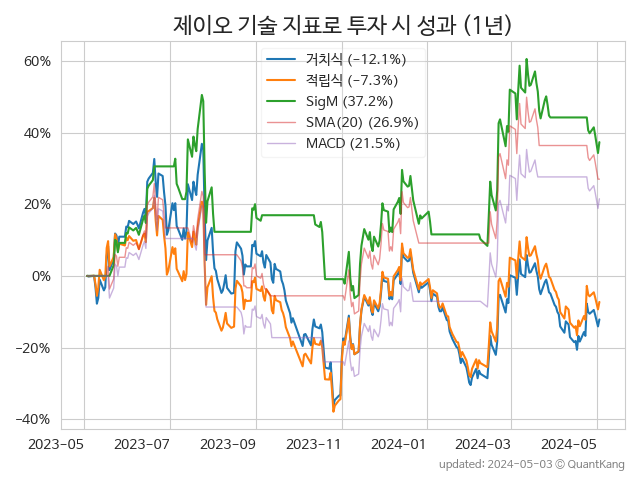 제이오 기술 지표로 투자 시 성과 (1년)
거치식 (-12.1%)
적립식 (-7.3%)
SigM (37.2%)
SMA(20) (26.9%)
MACD (21.5%)
60%
40%
20%
0%
-20%
-40%
2023-05 2023-07 2023-09 2023-11 2024-01 2024-03 2024-05
updated: 2024-05-03 © QuantKang